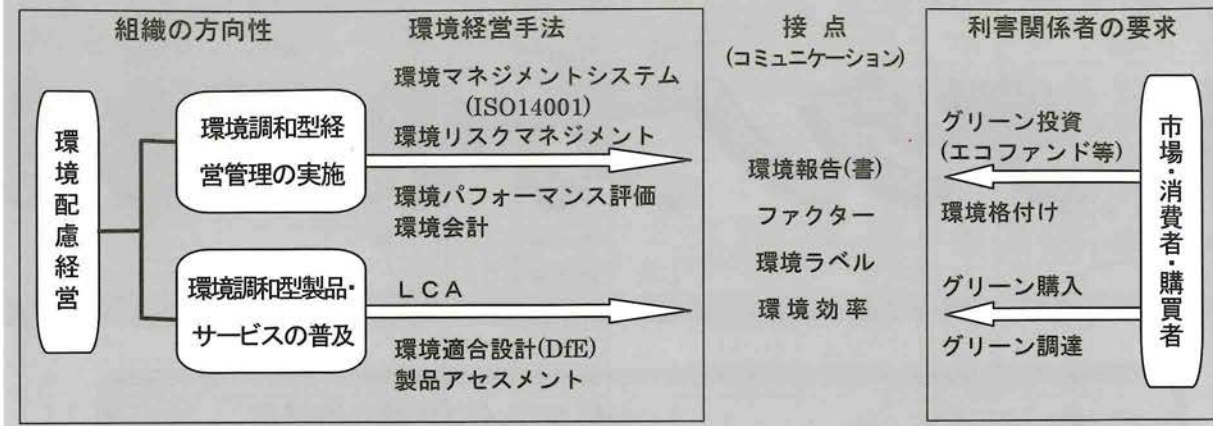 組織の方向性
環境経営手法
接点
(コミュニケーション)
利害関係者の要求
環境配慮経営
環境調和型経
営管理の実施
環境マネジメントシステム
(ISO14001)
環境リスクマネジメント
環境パフォーマンス評価
環境会計
環境調和型製品・
サービスの普及
LCA
環境適合設計(DfE)
製品アセスメント
環境報告(書)
ファクター
環境ラベル
環境効率
グリーン投資
(エコファンド等)
環境格付け
グリーン購入
グリーン調達
市場・消費者・購買者